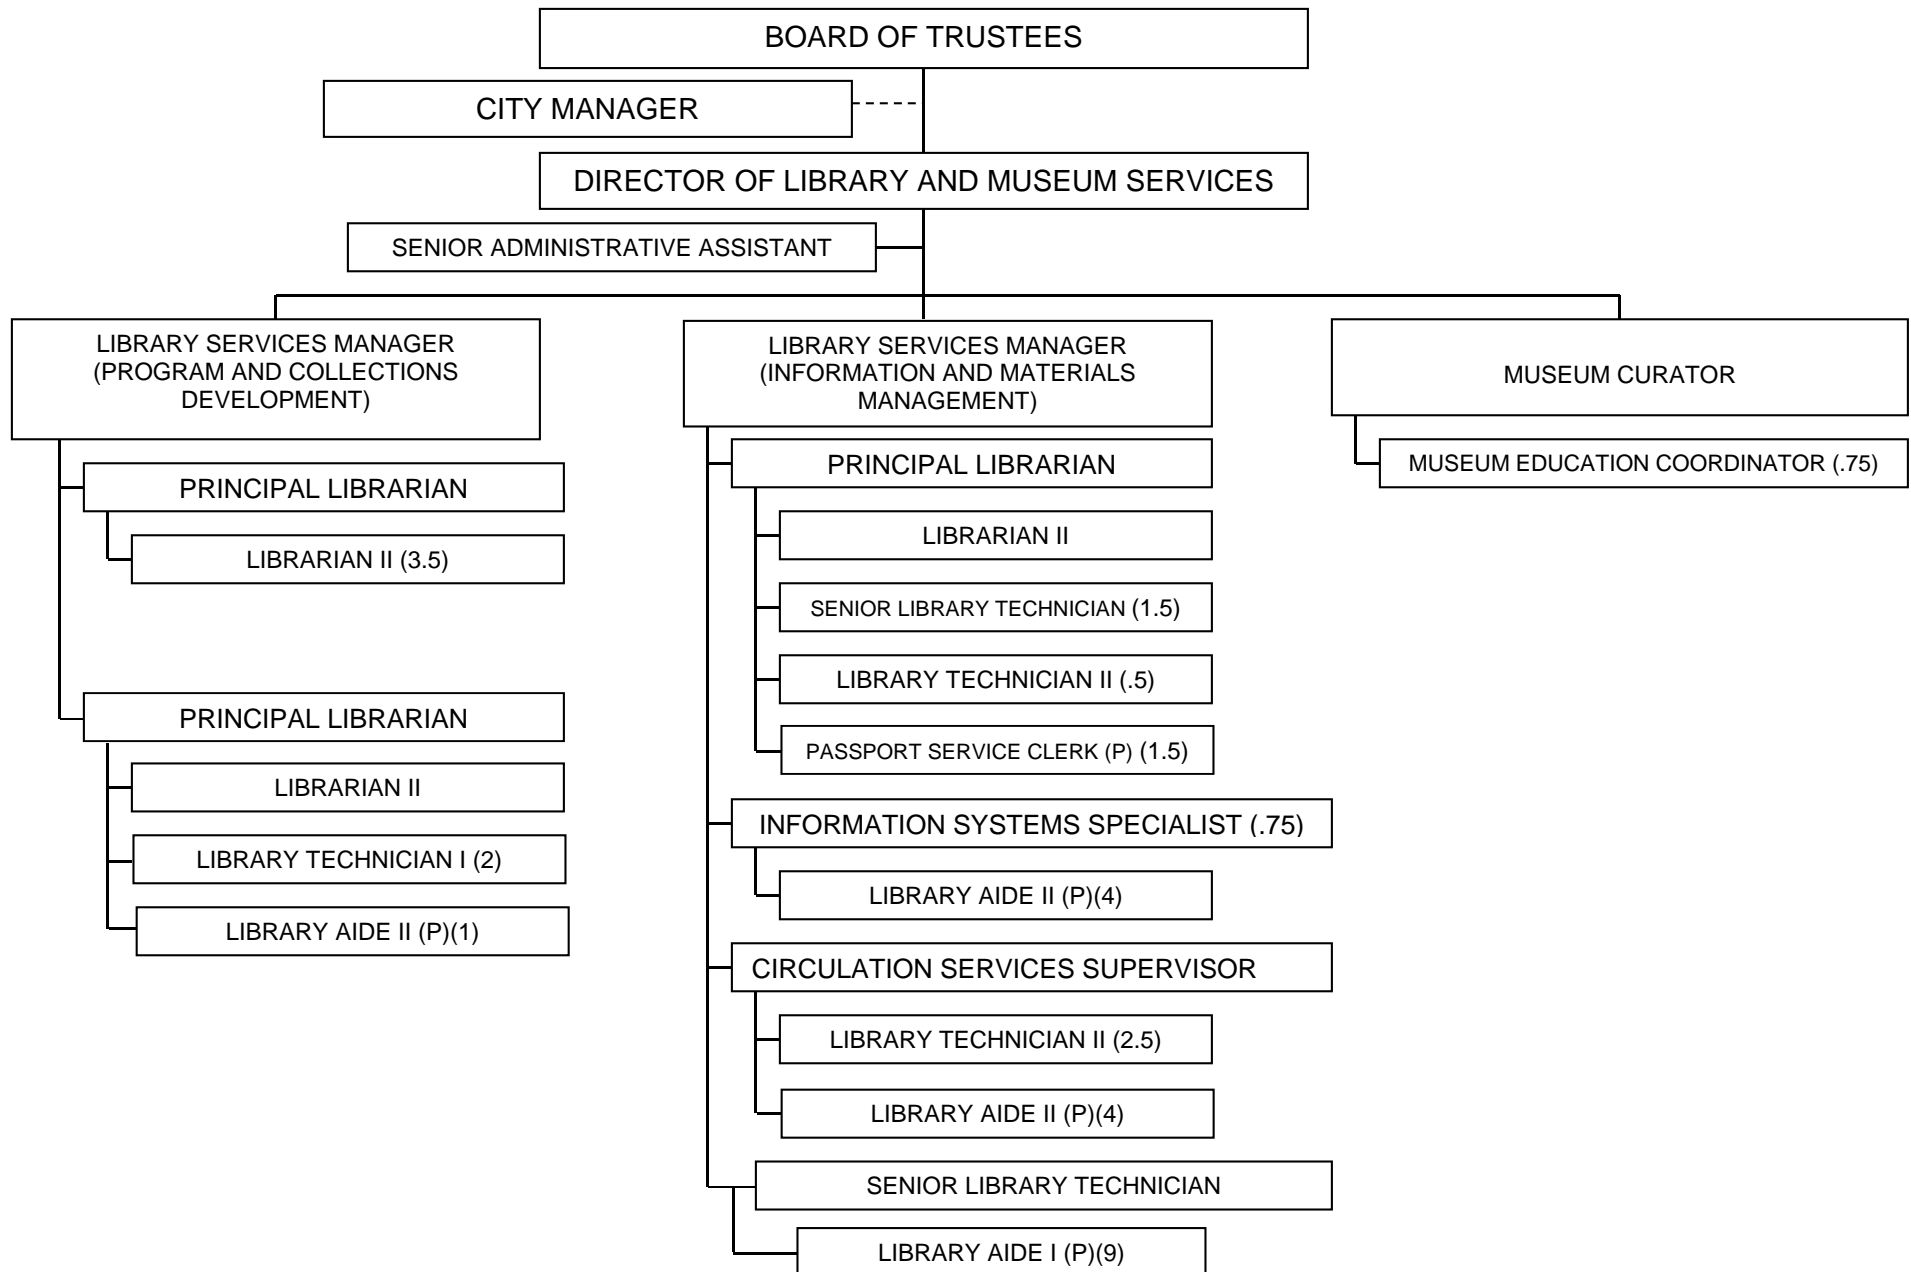 BOARD OF TRUSTEES
CITY MANAGER
DIRECTOR OF LIBRARY AND MUSEUM SERVICES
SENIOR ADMINISTRATIVE ASSISTANT
LIBRARY SERVICES MANAGER
(PROGRAM AND COLLECTIONS
DEVELOPMENT)
PRINCIPAL LIBRARIAN
LIBRARIAN II (3.5)
PRINCIPAL LIBRARIAN
LIBRARIAN II
LIBRARY TECHNICIAN I (2)
LIBRARY AIDE II (P)(1)
LIBRARY SERVICES MANAGER
(INFORMATION AND MATERIALS
MANAGEMENT)
PRINCIPAL LIBRARIAN
LIBRARIAN II
SENIOR LIBRARY TECHNICIAN (1.5)
LIBRARY TECHNICIAN II (.5)
PASSPORT SERVICE CLERK (P) (1.5)
INFORMATION SYSTEMS SPECIALIST (.75)
LIBRARY AIDE II (P)(4)
CIRCULATION SERVICES SUPERVISOR
LIBRARY TECHNICIAN II (2.5)
LIBRARY AIDE II (P)(4)
SENIOR LIBRARY TECHNICIAN
LIBRARY AIDE I (P)(9)
MUSEUM CURATOR
MUSEUM EDUCATION COORDINATOR (.75)